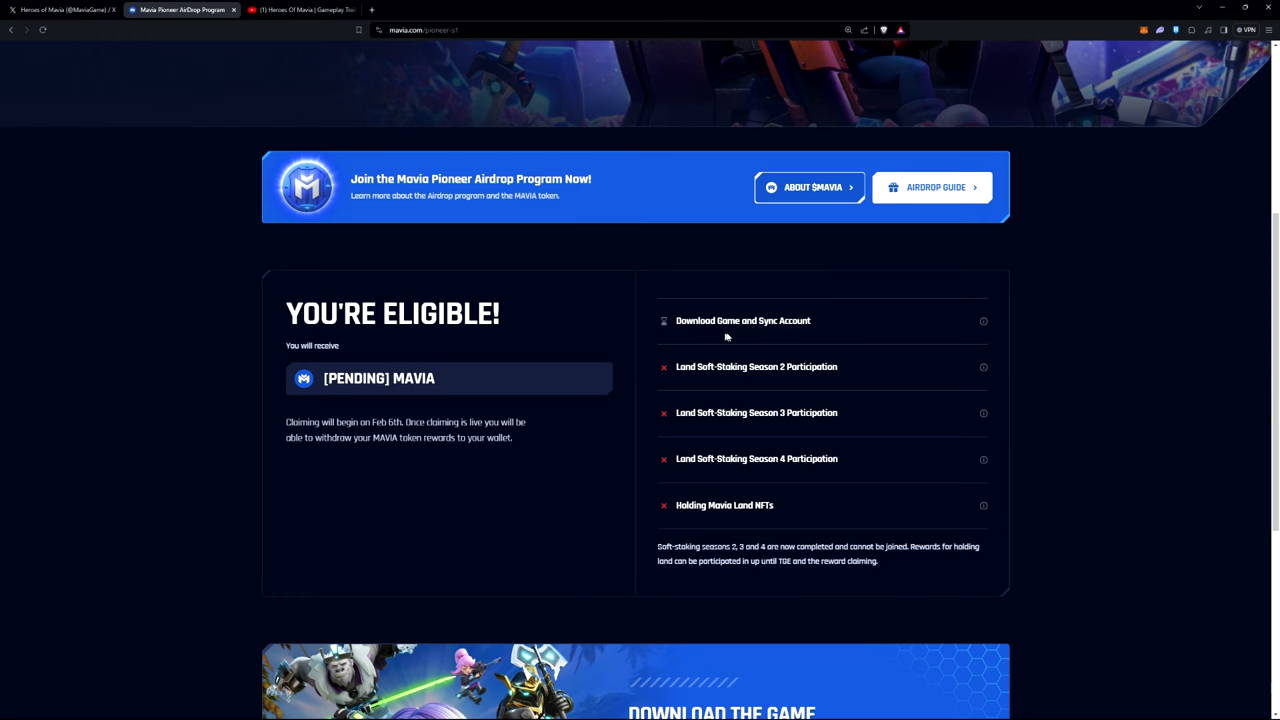 Heroes of Mavia (@MaviaGame) / X
Mavia Pioneer AirDrop Program
(1) Heroes Of Mavia | Gameplay Trai
mavia.com/pioneer-s1
VPN
Join the Mavia Pioneer Airdrop Program Now!
Learn more about the Airdrop program and the MAVIA token.
ABOUT $MAVIA
AIRDROP GUIDE
YOU'RE ELIGIBLE!
You will receive
[PENDING] MAVIA
Claiming will begin on Feb 6th. Once claiming is live you will be
able to withdraw your MAVIA token rewards to your wallet.
Download Game and Sync Account
Land Soft-Staking Season 2 Participation
Land Soft-Staking Season 3 Participation
Land Soft-Staking Season 4 Participation
Holding Mavia Land NFTs
Soft-staking seasons 2, 3 and 4 are now completed and cannot be joined. Rewards for holding
land can be participated in up until TGE and the reward claiming.
DOWNLOAD THE GAME